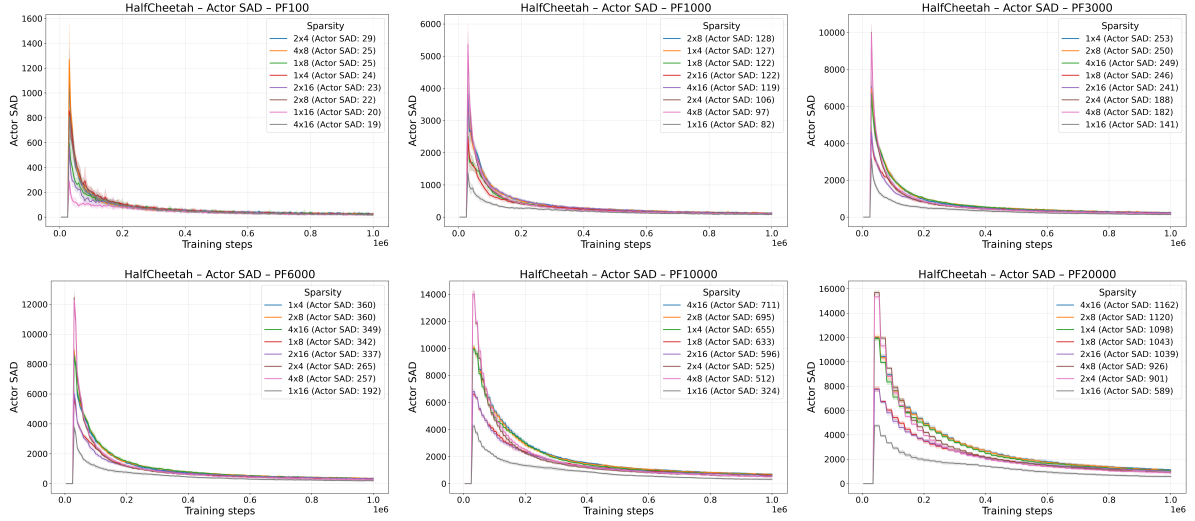 HalfCheetah – Actor SAD – PF100
Actor SAD
1600
1400
1200
1000
800
600
400
200
0
Sparsity
2x4 (Actor SAD: 29)
4x8 (Actor SAD: 25)
1x8 (Actor SAD: 25)
1x4 (Actor SAD: 24)
2x16 (Actor SAD: 23)
2x8 (Actor SAD: 22)
1x16 (Actor SAD: 20)
4x16 (Actor SAD: 19)
0.0 0.2 0.4 0.6 0.8 1.0
1e6
Training steps
HalfCheetah – Actor SAD – PF1000
Actor SAD
6000
5000
4000
3000
2000
1000
0
Sparsity
2x8 (Actor SAD: 128)
1x4 (Actor SAD: 127)
1x8 (Actor SAD: 122)
2x16 (Actor SAD: 122)
4x16 (Actor SAD: 119)
2x4 (Actor SAD: 106)
4x8 (Actor SAD: 97)
1x16 (Actor SAD: 82)
0.0 0.2 0.4 0.6 0.8 1.0
1e6
Training steps
HalfCheetah – Actor SAD – PF3000
Actor SAD
10000
8000
6000
4000
2000
0
Sparsity
1x4 (Actor SAD: 253)
2x8 (Actor SAD: 250)
4x16 (Actor SAD: 249)
1x8 (Actor SAD: 246)
2x16 (Actor SAD: 241)
2x4 (Actor SAD: 188)
4x8 (Actor SAD: 182)
1x16 (Actor SAD: 141)
0.0 0.2 0.4 0.6 0.8 1.0
1e6
Training steps
HalfCheetah – Actor SAD – PF6000
Actor SAD
12000
10000
8000
6000
4000
2000
0
Sparsity
1x4 (Actor SAD: 360)
2x8 (Actor SAD: 360)
4x16 (Actor SAD: 349)
1x8 (Actor SAD: 342)
2x16 (Actor SAD: 337)
2x4 (Actor SAD: 265)
4x8 (Actor SAD: 257)
1x16 (Actor SAD: 192)
0.0 0.2 0.4 0.6 0.8 1.0
1e6
Training steps
HalfCheetah – Actor SAD – PF10000
Actor SAD
14000
12000
10000
8000
6000
4000
2000
0
Sparsity
4x16 (Actor SAD: 711)
2x8 (Actor SAD: 695)
1x4 (Actor SAD: 655)
1x8 (Actor SAD: 633)
2x16 (Actor SAD: 596)
2x4 (Actor SAD: 525)
4x8 (Actor SAD: 512)
1x16 (Actor SAD: 324)
0.0 0.2 0.4 0.6 0.8 1.0
1e6
Training steps
HalfCheetah – Actor SAD – PF20000
Actor SAD
16000
14000
12000
10000
8000
6000
4000
2000
0
Sparsity
4x16 (Actor SAD: 1162)
2x8 (Actor SAD: 1120)
1x4 (Actor SAD: 1098)
1x8 (Actor SAD: 1043)
2x16 (Actor SAD: 1039)
4x8 (Actor SAD: 926)
2x4 (Actor SAD: 901)
1x16 (Actor SAD: 589)
0.0 0.2 0.4 0.6 0.8 1.0
1e6
Training steps